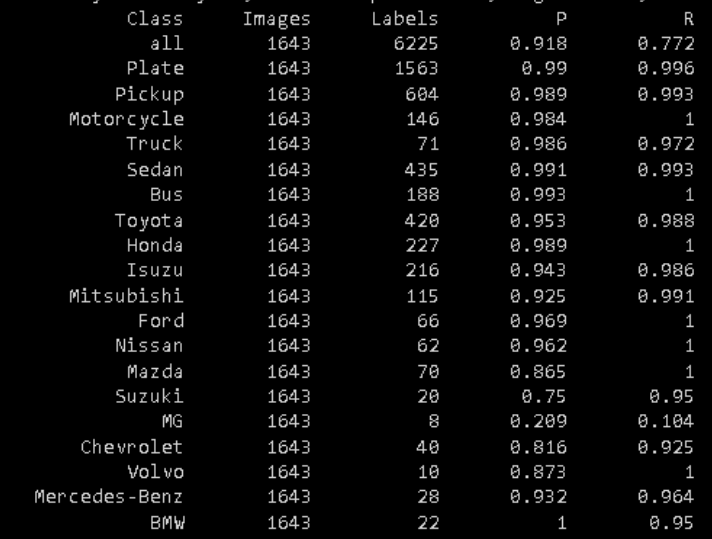 Class Images Labels P R
all 1643 6225 0.918 0.772
Plate 1643 1563 0.99 0.996
Pickup 1643 604 0.989 0.993
Motorcycle 1643 146 0.984 1
Truck 1643 71 0.986 0.972
Sedan 1643 435 0.991 0.993
Bus 1643 188 0.993 1
Toyota 1643 420 0.953 0.988
Honda 1643 227 0.989 1
Isuzu 1643 216 0.943 0.986
Mitsubishi 1643 115 0.925 0.991
Ford 1643 66 0.969 1
Nissan 1643 62 0.962 1
Mazda 1643 70 0.865 1
Suzuki 1643 20 0.75 0.95
MG 1643 8 0.209 0.104
Chevrolet 1643 40 0.816 0.925
Volvo 1643 10 0.873 1
Mercedes-Benz 1643 28 0.932 0.964
BMW 1643 22 1 0.95